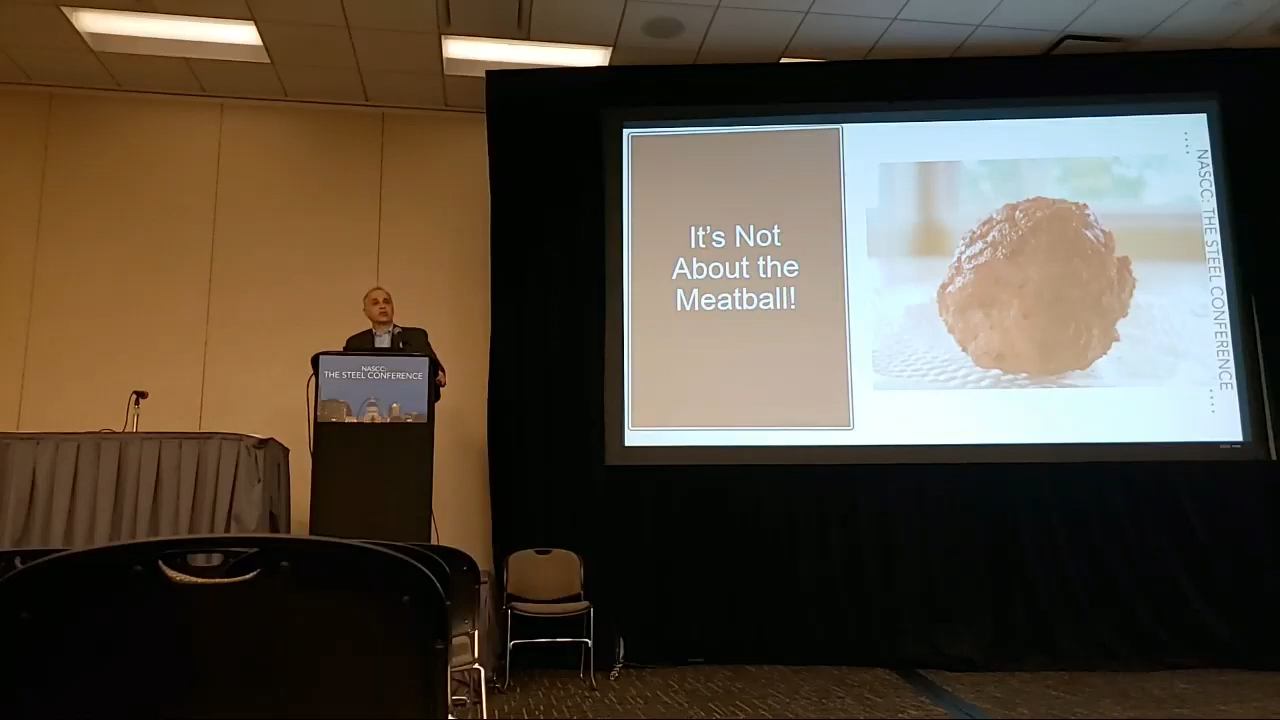 NASCC:
THE STEEL CONFERENCE
It's Not
About the
Meatball!
NASCC: THE STEEL CONFERENCE